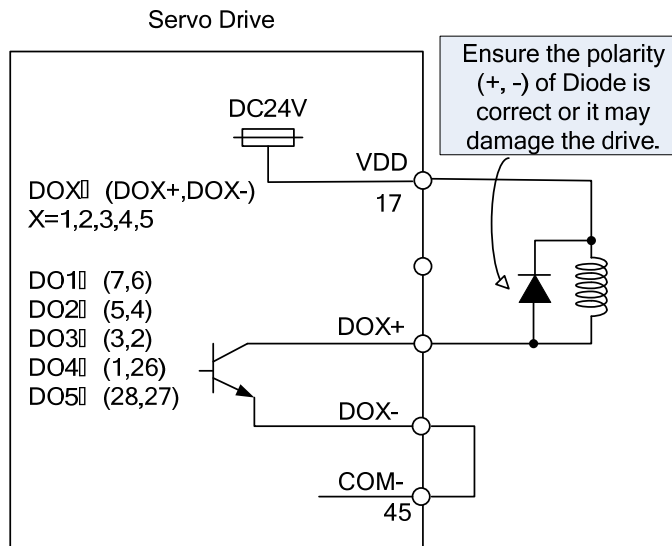 Servo Drive
Ensure the polarity
(+, -) of Diode is
correct or it may
damage the drive.
DC24V
VDD
17
DOX▯ (DOX+,DOX-)
X=1,2,3,4,5
DO1▯ (7,6)
DO2▯ (5,4)
DO3▯ (3,2)
DO4▯ (1,26)
DO5▯ (28,27)
DOX+
DOX-
COM-
45